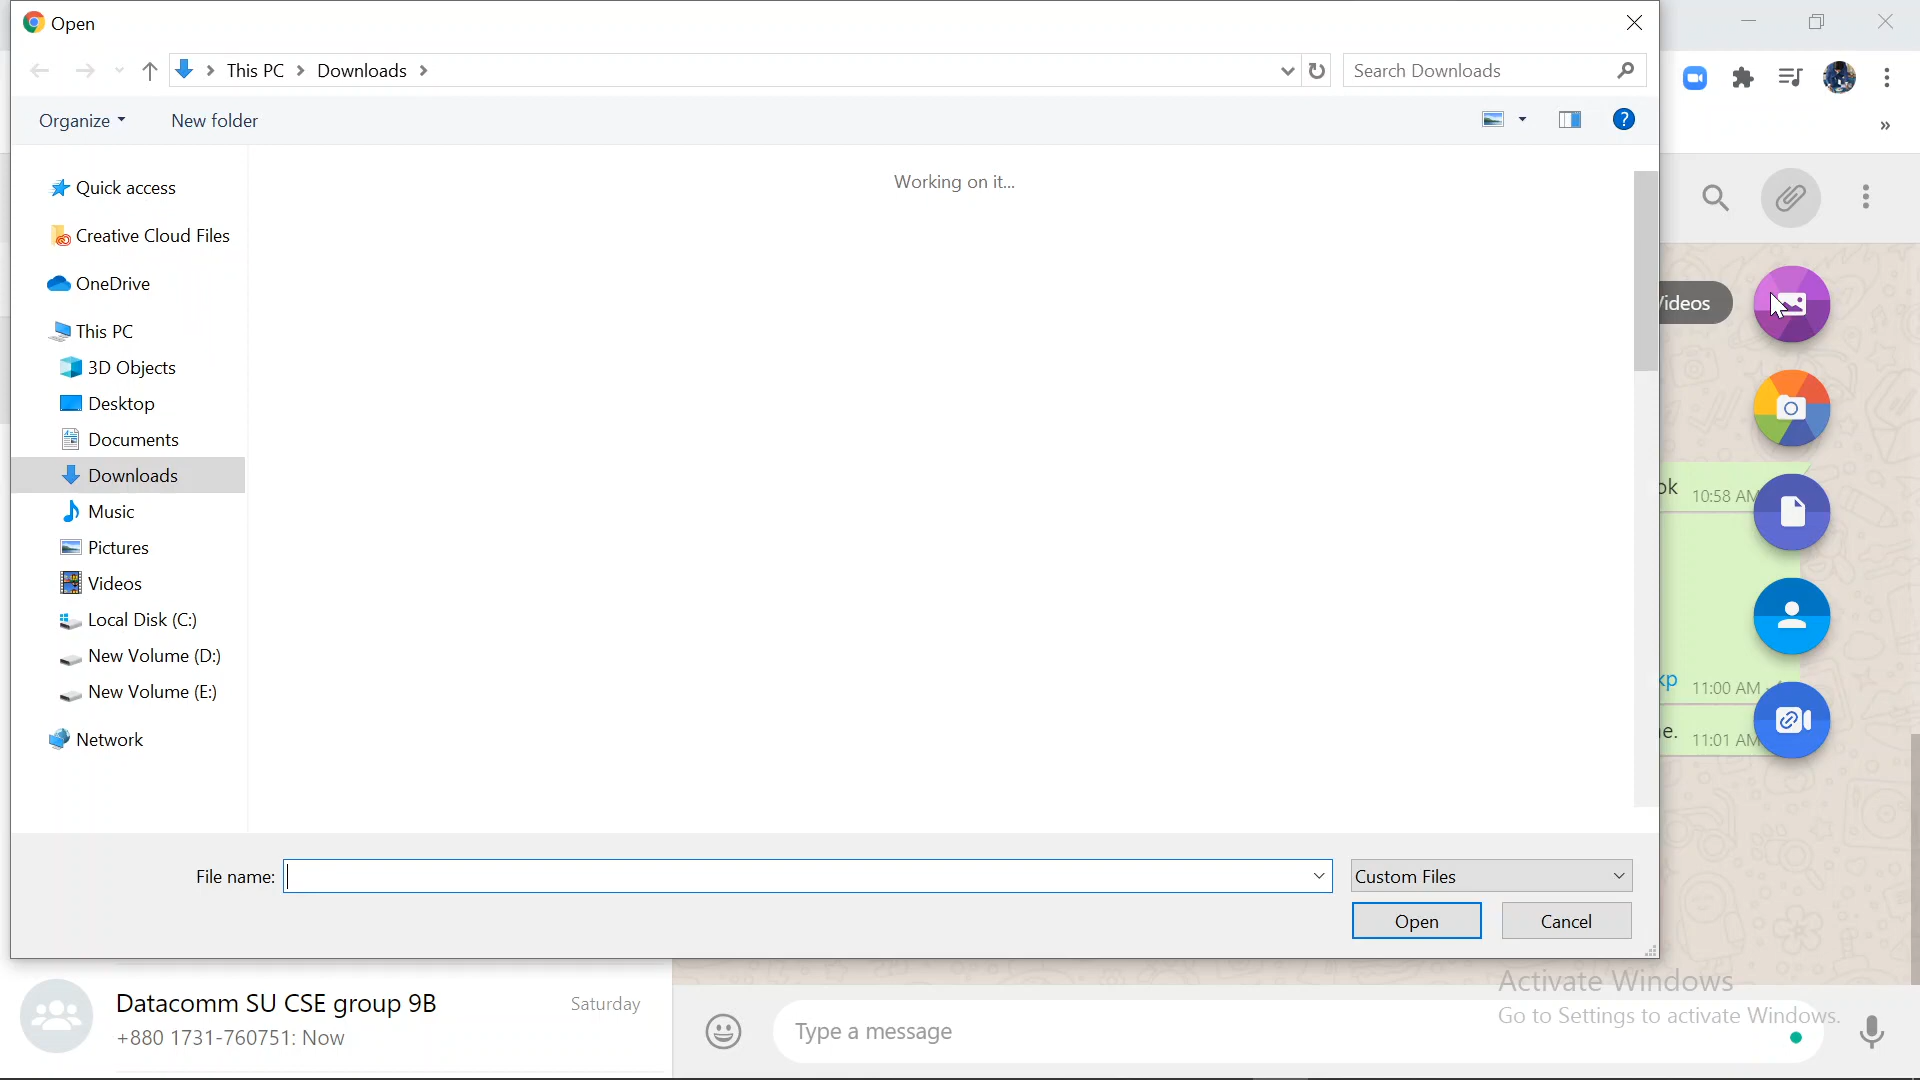 Open
This PC > Downloads >
Search Downloads
Organize
New folder
Quick access
Creative Cloud Files
OneDrive
This PC
3D Objects
Desktop
Documents
Downloads
Music
Pictures
Videos
Local Disk (C:)
New Volume (D:)
New Volume (E:)
Network
Working on it...
File name:
Custom Files
Open
Cancel
Videos
ok 10:58 AM
kp 11:00 AM
e. 11:01 AM
Datacomm SU CSE group 9B
Saturday
+880 1731-760751: Now
Type a message
Activate Windows
Go to Settings to activate Windows.